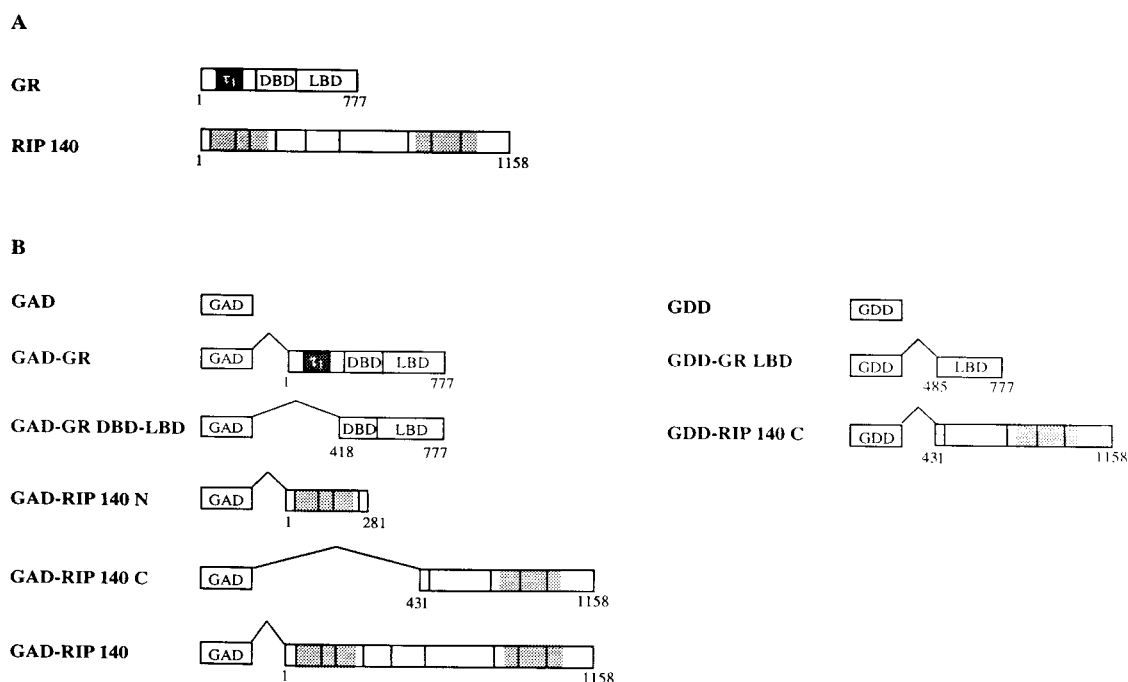 A
GR
τ1 DBD LBD
1 777
RIP 140
1 1158
B
GAD
GAD
GAD-GR
GAD τ1 DBD LBD
1 777
GAD-GR DBD-LBD
GAD DBD LBD
418 777
GAD-RIP 140 N
GAD
1 281
GAD-RIP 140 C
GAD
431 1158
GAD-RIP 140
GAD
1 1158
GDD
GDD
GDD-GR LBD
GDD LBD
485 777
GDD-RIP 140 C
GDD
431 1158